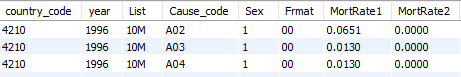 country_code year List Cause_code Sex Frmat MortRate1 MortRate2
4210 1996 10M A02 1 00 0.0651 0.0000
4210 1996 10M A03 1 00 0.0130 0.0000
4210 1996 10M A04 1 00 0.0130 0.0000